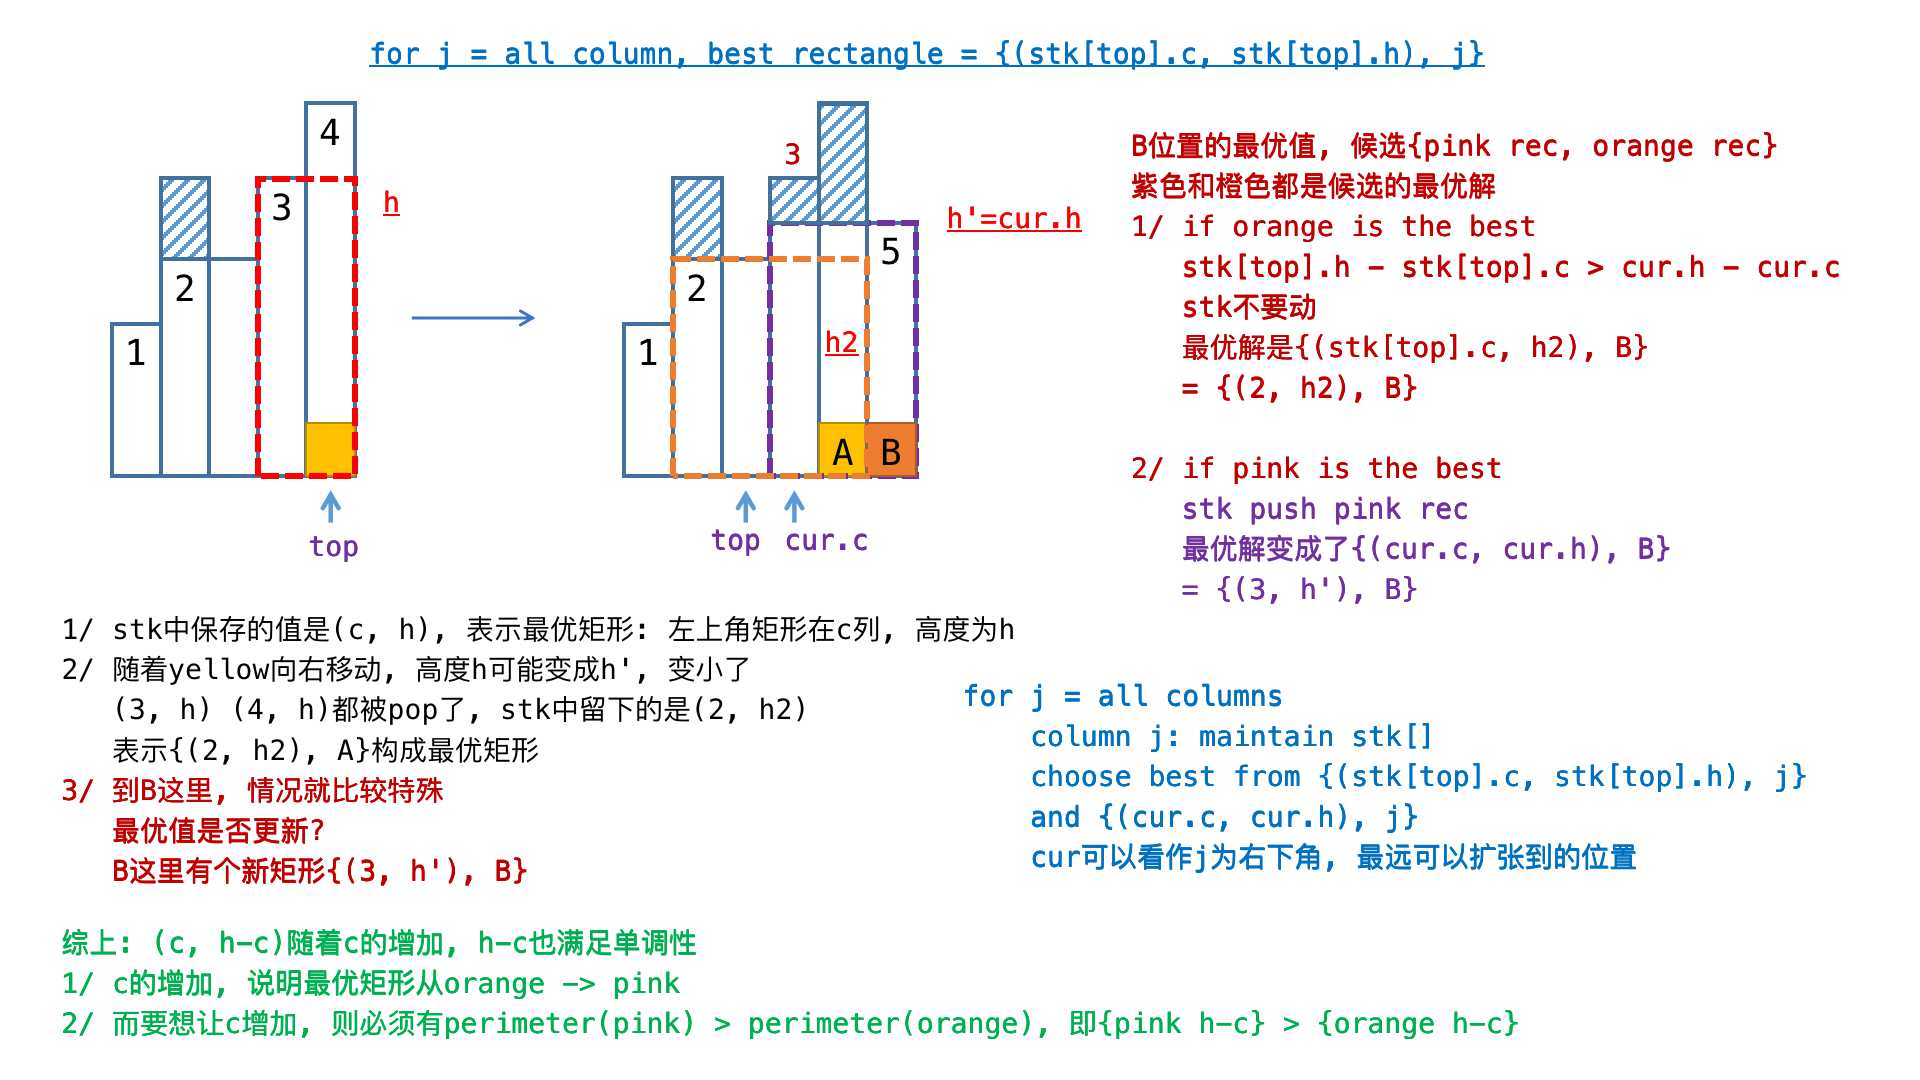 for j = all column, best rectangle = {(stk[top].c, stk[top].h), j}
4
3
h
2
1
top
3
h'=cur.h
5
2
h2
1
A
B
top
cur.c
B位置的最优值, 候选{pink rec, orange rec}
紫色和橙色都是候选的最优解
1/ if orange is the best
stk[top].h - stk[top].c > cur.h - cur.c
stk不要动
最优解是{(stk[top].c, h2), B}
= {(2, h2), B}
2/ if pink is the best
stk push pink rec
最优解变成了{(cur.c, cur.h), B}
= {(3, h'), B}
1/ stk中保存的值是(c, h), 表示最优矩形: 左上角矩形在c列, 高度为h
2/ 随着yellow向右移动, 高度h可能变成h', 变小了
(3, h) (4, h)都被pop了, stk中留下的是(2, h2)
表示{(2, h2), A}构成最优矩形
3/ 到B这里, 情况就比较特殊
最优值是否更新?
B这里有个新矩形{(3, h'), B}
for j = all columns
column j: maintain stk[]
choose best from {(stk[top].c, stk[top].h), j}
and {(cur.c, cur.h), j}
cur可以看作j为右下角, 最远可以扩张到的位置
综上: (c, h-c)随着c的增加, h-c也满足单调性
1/ c的增加, 说明最优矩形从orange -> pink
2/ 而要想让c增加, 则必须有perimeter(pink) > perimeter(orange), 即{pink h-c} > {orange h-c}